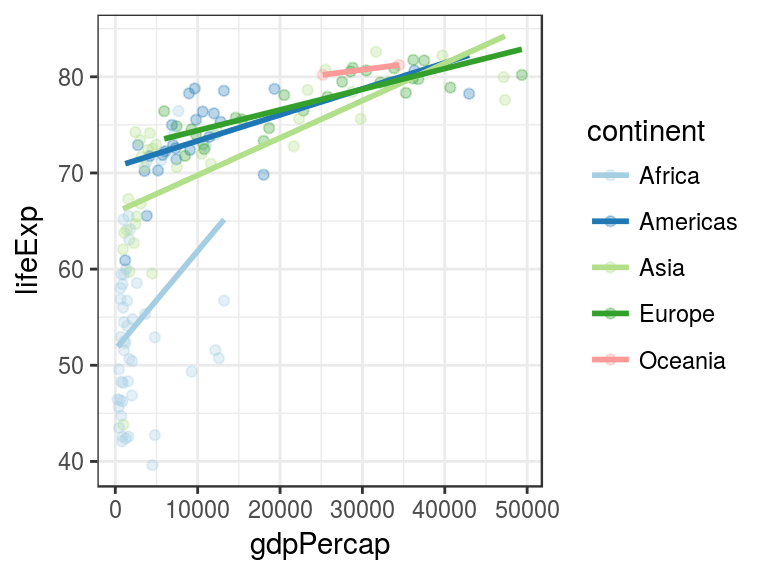 lifeExp
80
70
60
50
40
0 10000 20000 30000 40000 50000
gdpPercap
continent
Africa
Americas
Asia
Europe
Oceania